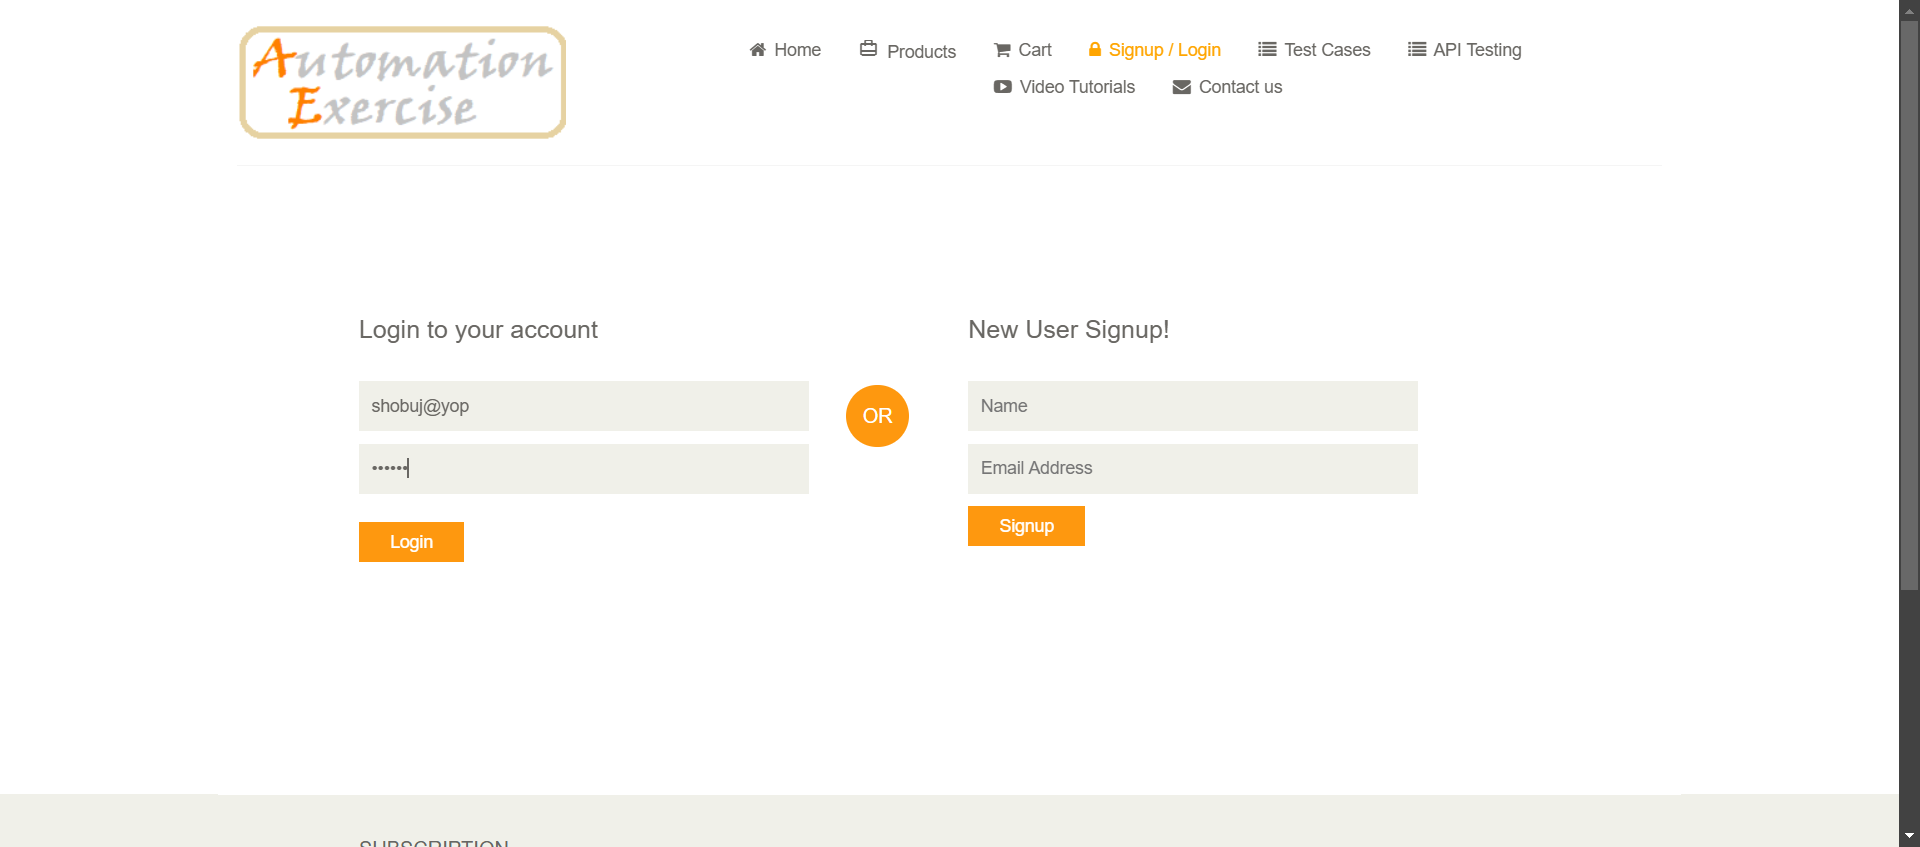 Automation
Exercise
Home
Products
Cart
Signup / Login
Test Cases
API Testing
Video Tutorials
Contact us
Login to your account
New User Signup!
shobuj@yop
Name
OR
••••••
Email Address
Login
Signup
SUBSCRIPTION